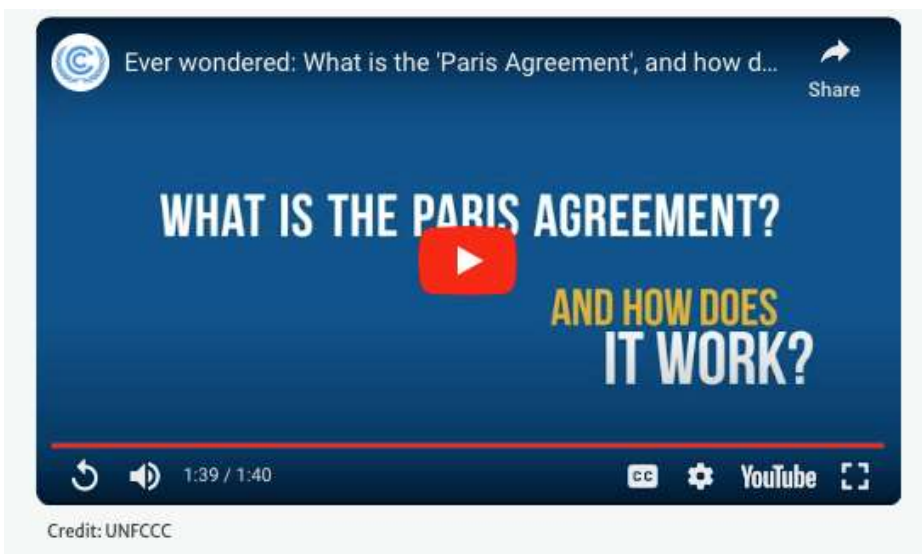 Ever wondered: What is the 'Paris Agreement', and how d...
Share
WHAT IS THE PARIS AGREEMENT?
AND HOW DOES
IT WORK?
1:39 / 1:40
CC
YouTube
Credit: UNFCCC